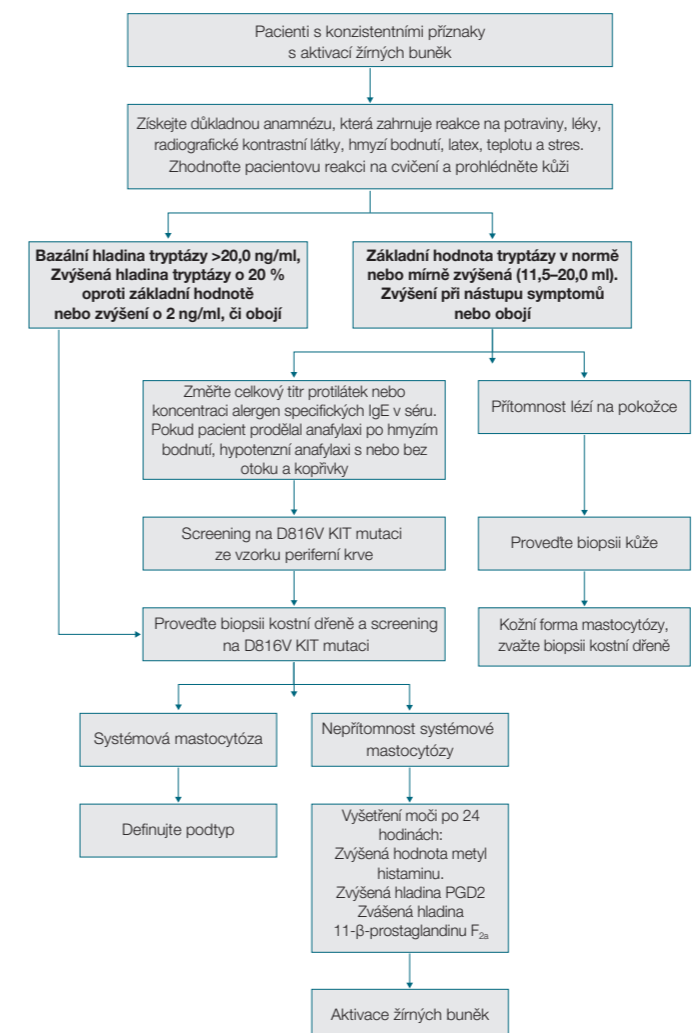 Pacienti s konzistentními příznaky
s aktivací žírných buněk
Získejte důkladnou anamnézu, která zahrnuje reakce na potraviny, léky,
radiografické kontrastní látky, hmyzí bodnutí, latex, teplotu a stres.
Zhodnoťte pacientovu reakci na cvičení a prohlédněte kůži
Bazální hladina tryptázy >20,0 ng/ml,
Zvýšená hladina tryptázy o 20 %
oproti základní hodnotě
nebo zvýšení o 2 ng/ml, či obojí
Základní hodnota tryptázy v normě
nebo mírně zvýšená (11,5–20,0 ml).
Zvýšení při nástupu symptomů
nebo obojí
Změřte celkový titr protilátek nebo
koncentraci alergen specifických IgE v séru.
Pokud pacient prodělal anafylaxi po hmyzím
bodnutí, hypotenzní anafylaxi s nebo bez
otoku a kopřivky
Přítomnost lézí na pokožce
Screening na D816V KIT mutaci
ze vzorku periferní krve
Proveďte biopsii kůže
Proveďte biopsii kostní dřeně a screening
na D816V KIT mutaci
Kožní forma mastocytózy,
zvažte biopsii kostní dřeně
Systémová mastocytóza
Nepřítomnost systémové
mastocytózy
Definujte podtyp
Vyšetření moči po 24
hodinách:
Zvýšená hodnota metyl
histaminu.
Zvýšená hladina PGD2
Zvášená hladina
11-β-prostaglandinu F2a
Aktivace žírných buněk